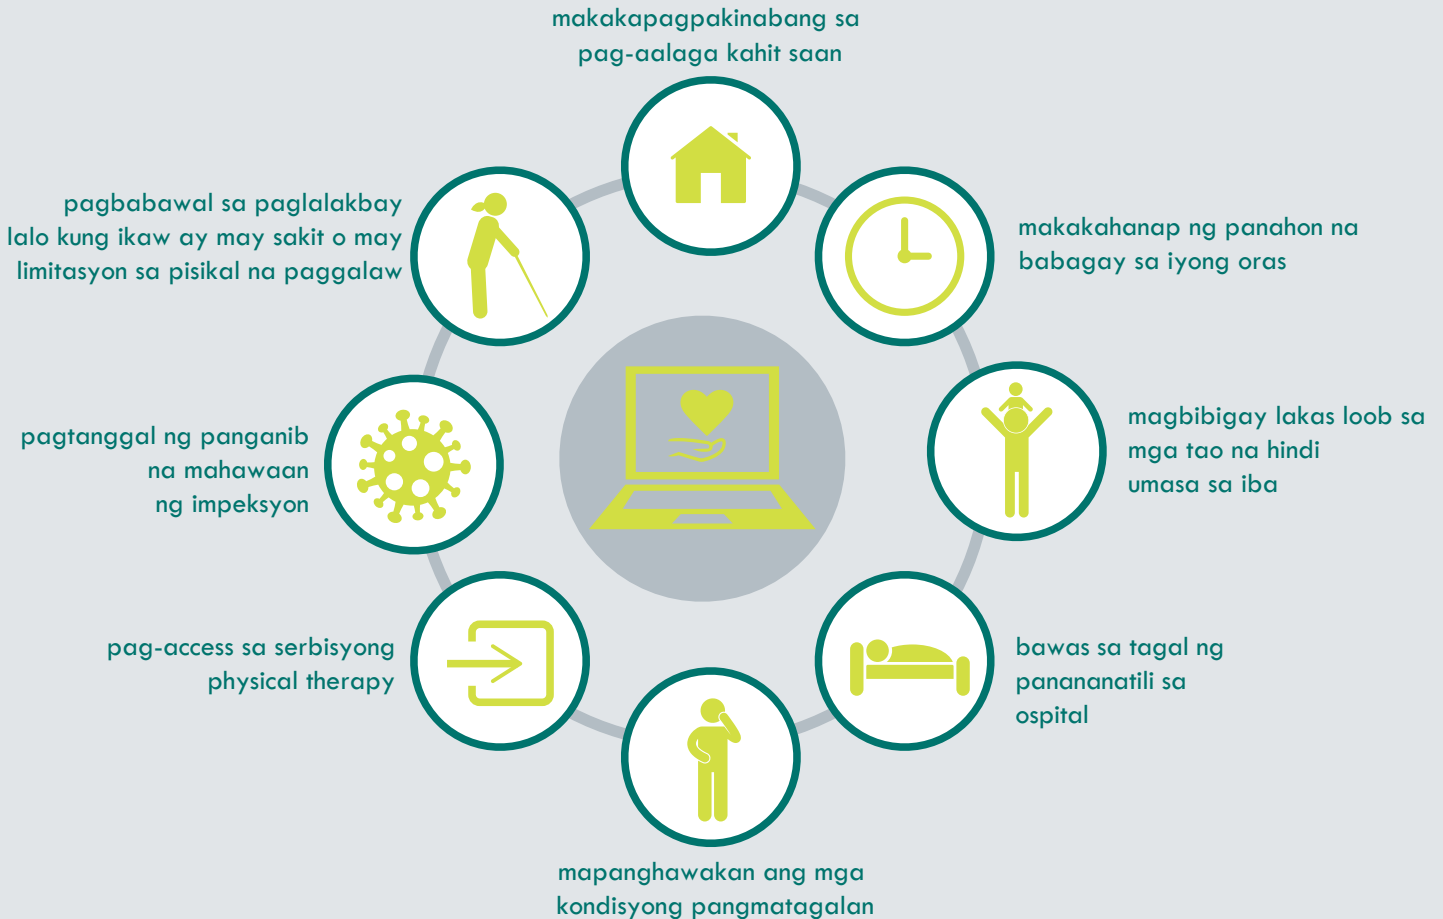 makakapagpakinabang sa
pag-aalaga kahit saan
makakahanap ng panahon na
babagay sa iyong oras
magbibigay lakas loob sa
mga tao na hindi
umasa sa iba
bawas sa tagal ng
panananatili sa
ospital
mapanghawakan ang mga
kondisyong pangmatagalan
pag-access sa serbisyong
physical therapy
pagtanggal ng panganib
na mahawaan
ng impeksyon
pagbabawal sa paglalakbay
lalo kung ikaw ay may sakit o may
limitasyon sa pisikal na paggalaw